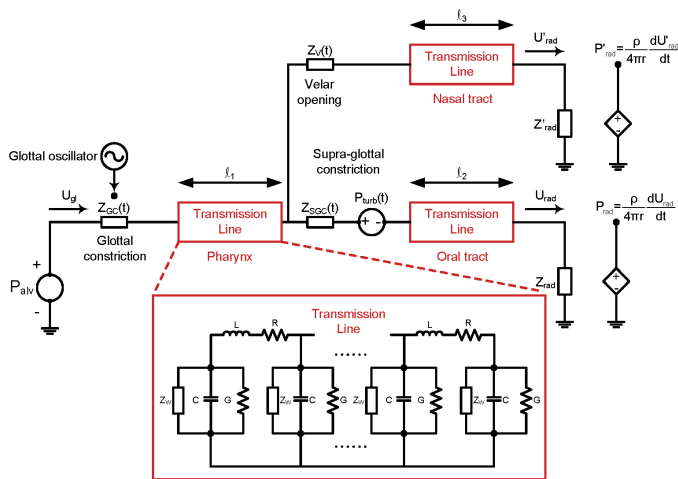 ℓ3
Z_V(t)
U'rad
P'rad = ρ/4πr dU'rad/dt
Transmission
Line
Velar
opening
Nasal tract
+
-
Z'rad
Glottal oscillator
Supra-glottal
constriction
ℓ1
ℓ2
Ugl
Pturb(t)
Urad
Prad = ρ/4πr dUrad/dt
ZGC(t)
Transmission
Line
ZSGC(t)
+ -
Transmission
Line
Glottal
constriction
Pharynx
Oral tract
+
Palv
-
Zrad
+
-
Transmission
Line
L R
L R
......
ZW C G ZW C G ZW C G ZW C G
......